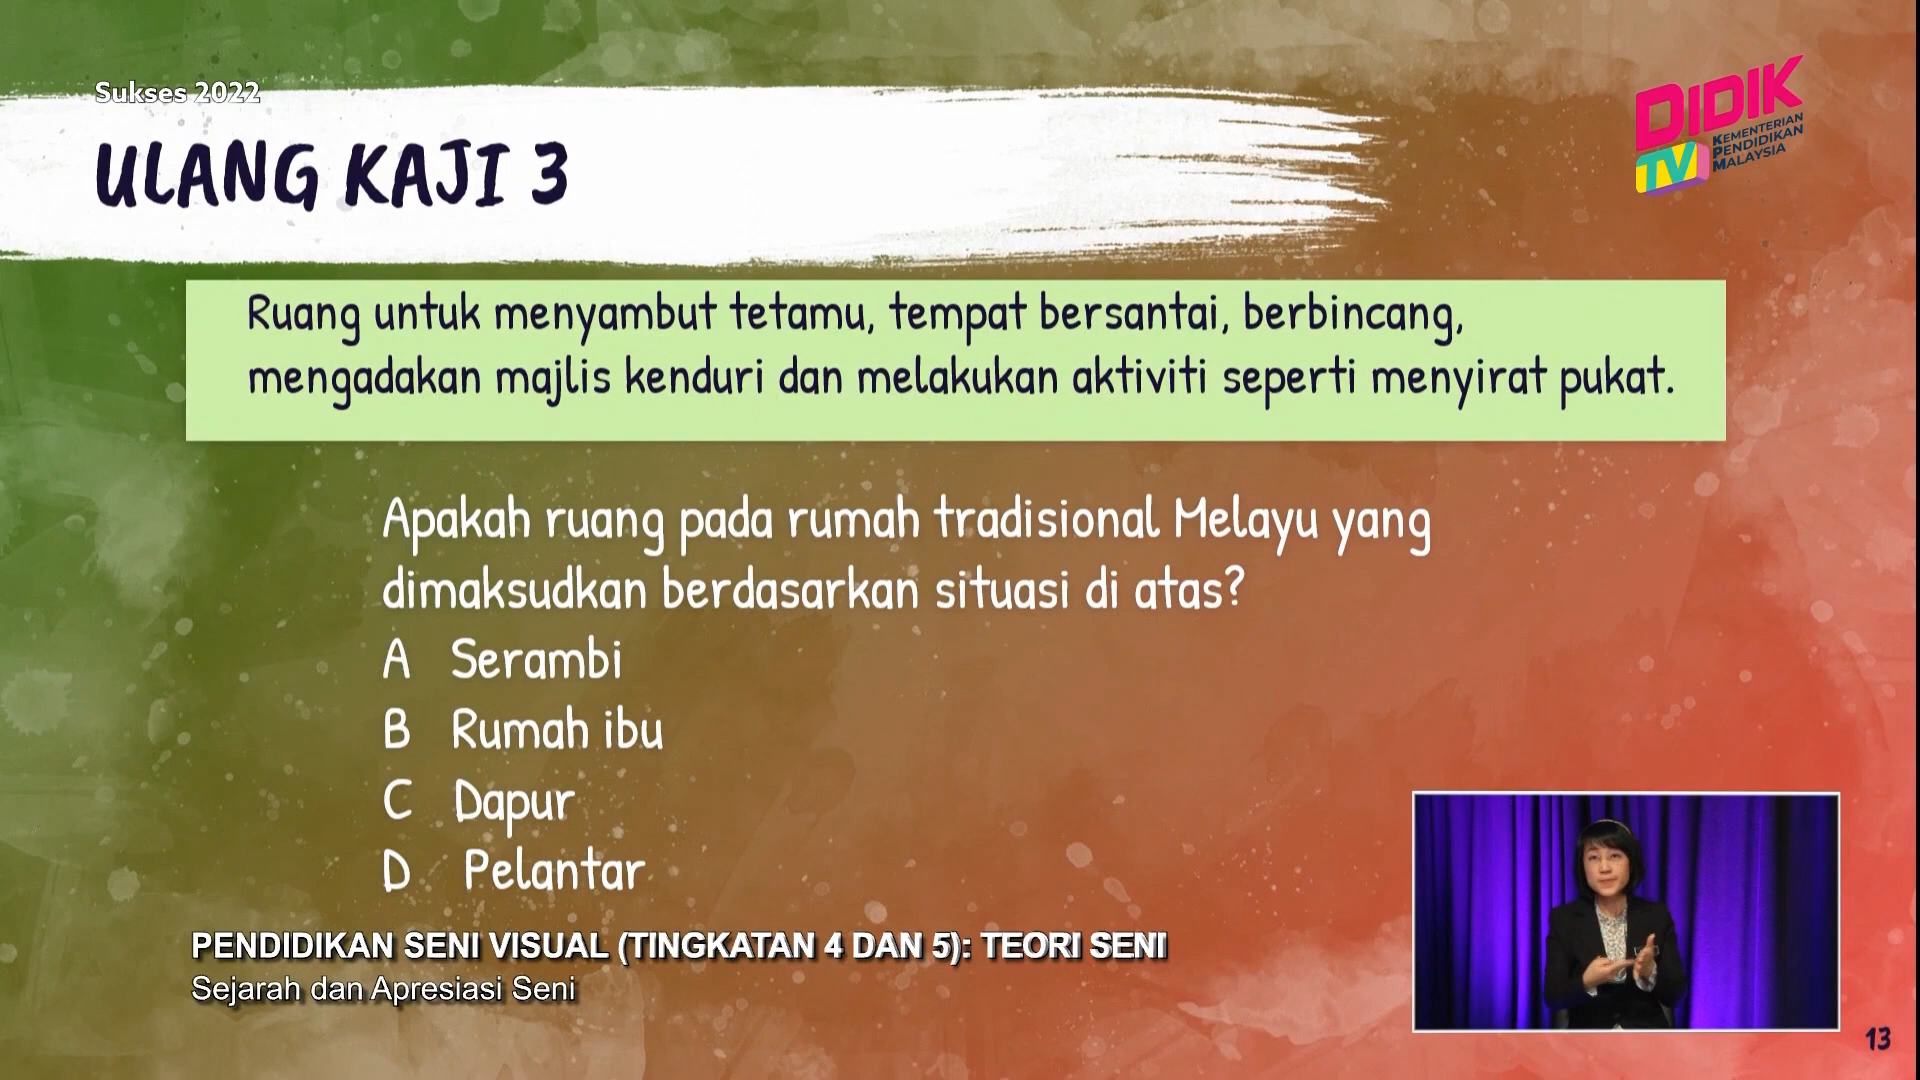 Sukses 2022
ULANG KAJI 3
DIDIK
TV
KEMENTERIAN
PENDIDIKAN
MALAYSIA
Ruang untuk menyambut tetamu, tempat bersantai, berbincang,
mengadakan majlis kenduri dan melakukan aktiviti seperti menyirat pukat.
Apakah ruang pada rumah tradisional Melayu yang
dimaksudkan berdasarkan situasi di atas?
A Serambi
B Rumah ibu
C Dapur
D Pelantar
PENDIDIKAN SENI VISUAL (TINGKATAN 4 DAN 5): TEORI SENI
Sejarah dan Apresiasi Seni
13